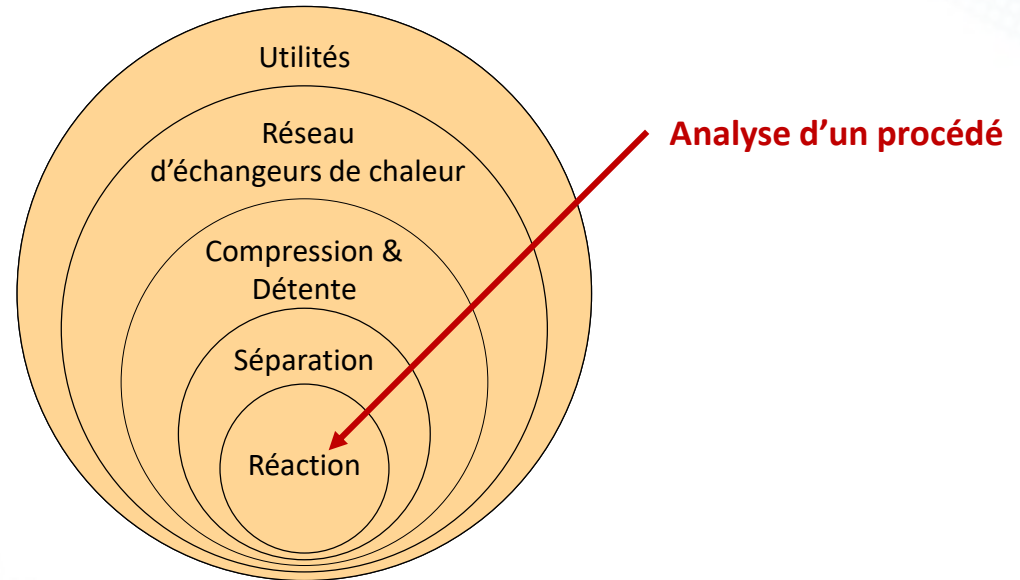 Utilités
Réseau
d'échangeurs de chaleur
Analyse d’un procédé
Compression &
Détente
Séparation
Réaction